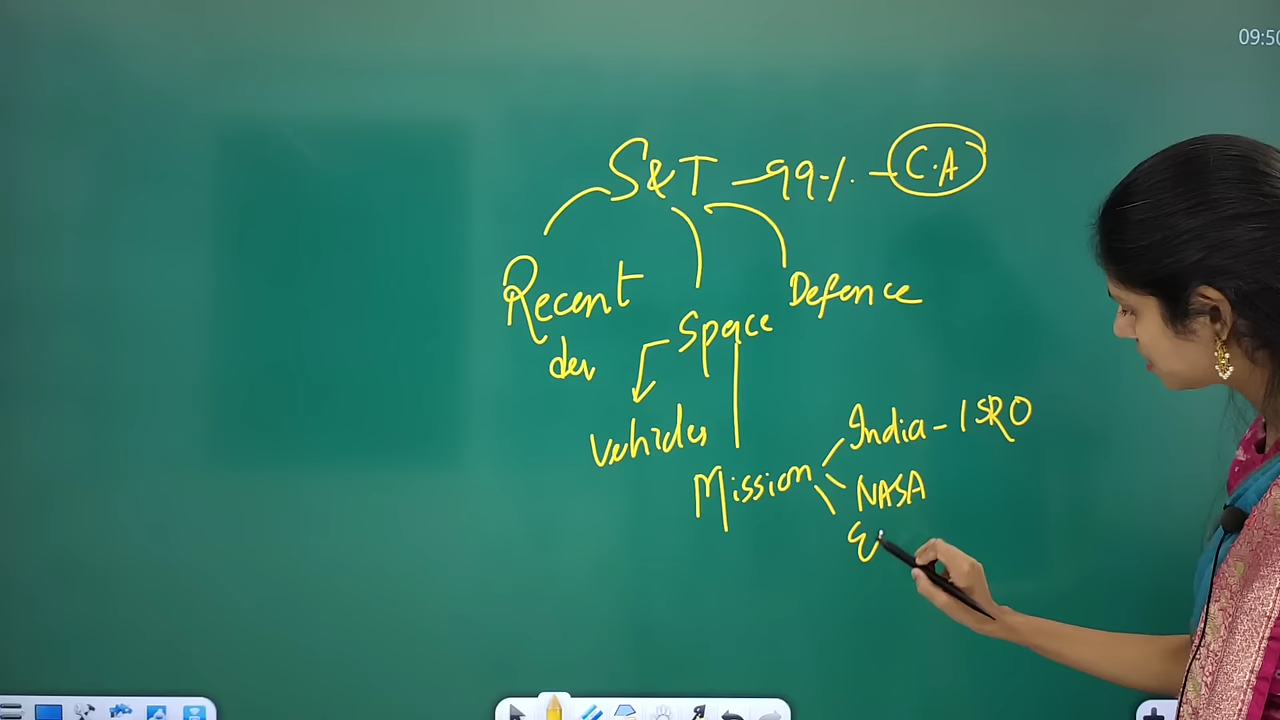 09:50
S&T - 99% - C.A
Recent
dev
Space
Defence
Vehicles
Mission
India - ISRO
NASA
E